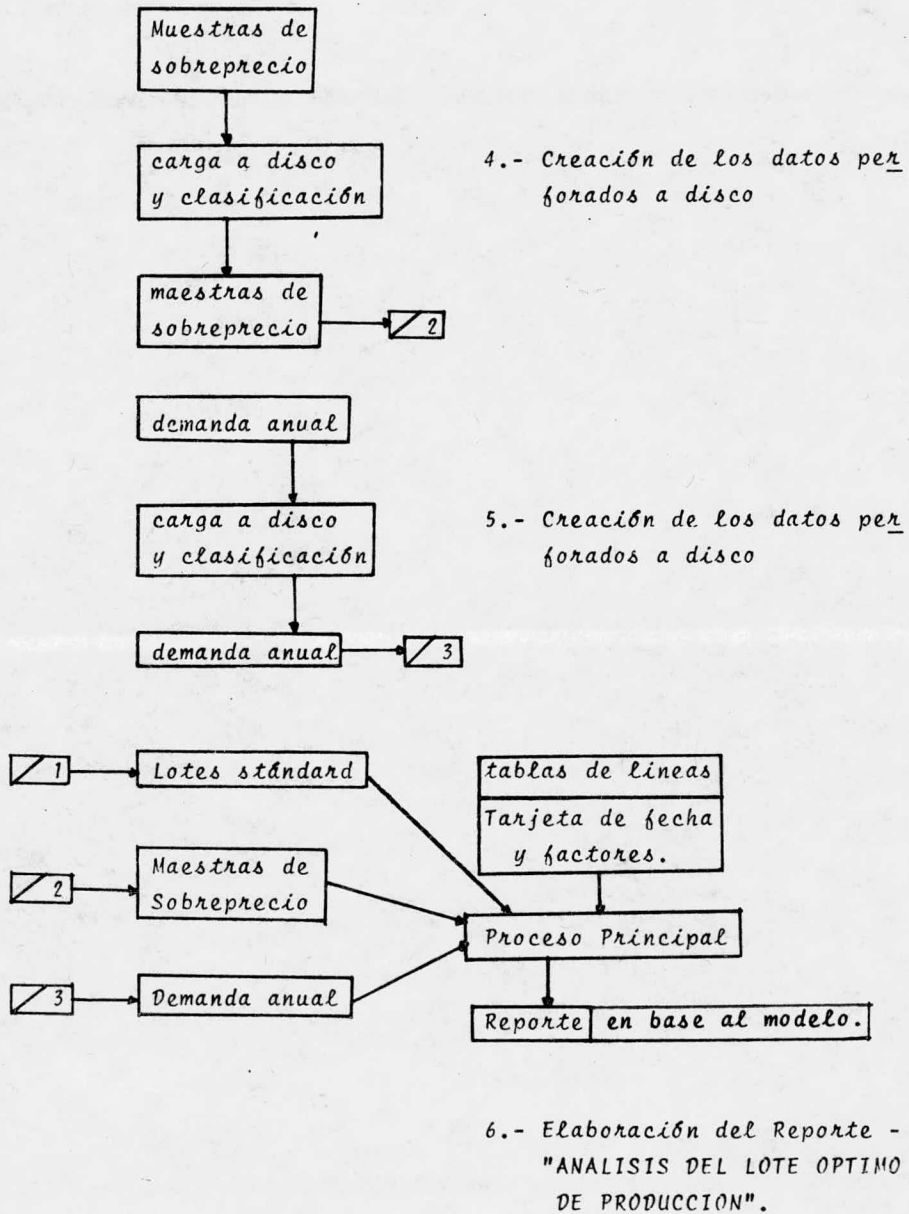 Muestras de
sobreprecio
carga a disco
y clasificación
4.- Creación de los datos per
forados a disco
maestras de
sobreprecio
2
demanda anual
carga a disco
y clasificación
5.- Creación de los datos per
forados a disco
demanda anual
3
1
Lotes stándard
tablas de líneas
Tarjeta de fecha
y factores.
2
Maestras de
Sobreprecio
Proceso Principal
3
Demanda anual
Reporte en base al modelo.
6.- Elaboración del Reporte -
"ANALISIS DEL LOTE OPTIMO
DE PRODUCCION".